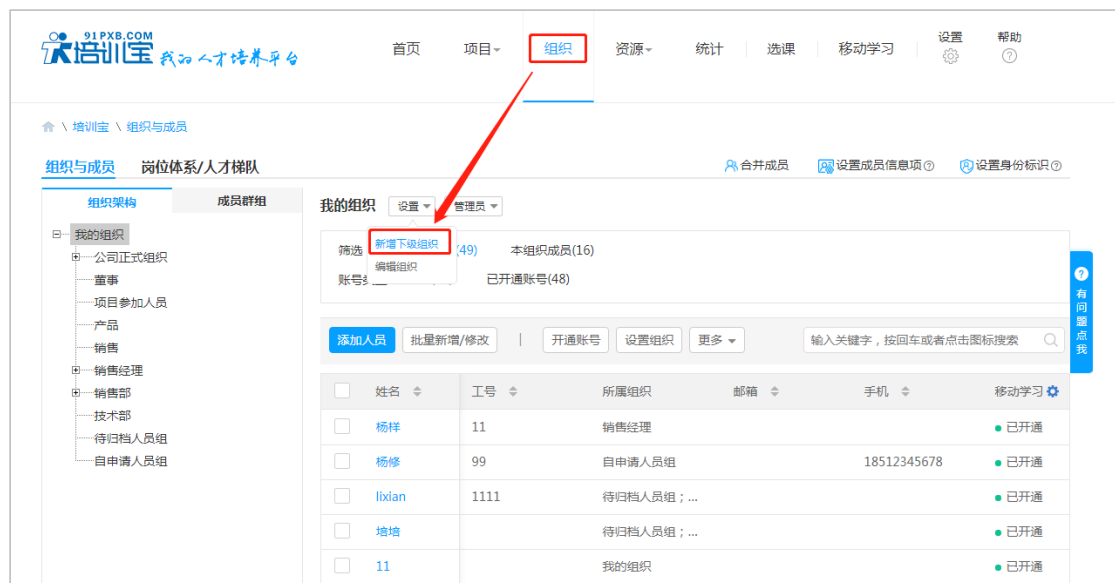 91PXB.COM
培训宝 我的人才培养平台
首页 项目 组织 资源 统计 选课 移动学习 设置 帮助
\ 培训宝 \ 组织与成员
组织与成员 岗位体系/人才梯队 合并成员 设置成员信息项 设置身份标识
组织架构 成员群组
我的组织 设置 管理员
我的组织
公司正式组织
董事
项目参加人员
产品
销售
销售经理
销售部
技术部
待归档人员组
自申请人员组
筛选 (49) 本组织成员(16)
新增下级组织
编辑组织
账号 已开通账号(48)
添加人员 批量新增/修改 | 开通账号 设置组织 更多 输入关键字，按回车或者点击图标搜索
有问题点我
姓名 工号 所属组织 邮箱 手机 移动学习
杨样 11 销售经理 已开通
杨修 99 自申请人员组 18512345678 已开通
lixian 1111 待归档人员组；... 已开通
培培 待归档人员组；... 已开通
11 我的组织 已开通